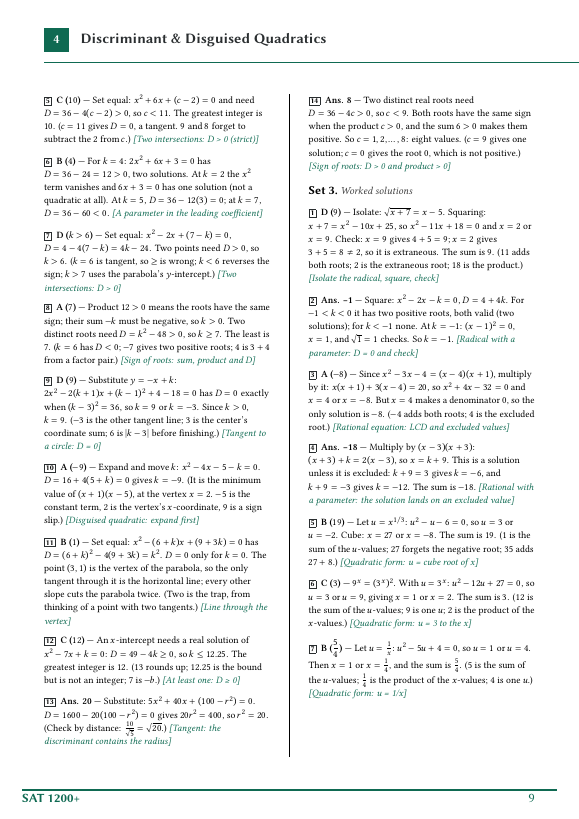 4 Discriminant & Disguised Quadratics
5 C (10) — Set equal: x² + 6x + (c − 2) = 0 and need
D = 36 − 4(c − 2) > 0, so c < 11. The greatest integer is
10. (c = 11 gives D = 0, a tangent. 9 and 8 forget to
subtract the 2 from c.) [Two intersections: D > 0 (strict)]
6 B (4) — For k = 4: 2x² + 6x + 3 = 0 has
D = 36 − 24 = 12 > 0, two solutions. At k = 2 the x²
term vanishes and 6x + 3 = 0 has one solution (not a
quadratic at all). At k = 5, D = 36 − 12(3) = 0; at k = 7,
D = 36 − 60 < 0. [A parameter in the leading coefficient]
7 D (k > 6) — Set equal: x² − 2x + (7 − k) = 0,
D = 4 − 4(7 − k) = 4k − 24. Two points need D > 0, so
k > 6. (k = 6 is tangent, so ≥ is wrong; k < 6 reverses the
sign; k > 7 uses the parabola's y-intercept.) [Two
intersections: D > 0]
8 A (7) — Product 12 > 0 means the roots have the same
sign; their sum −k must be negative, so k > 0. Two
distinct roots need D = k² − 48 > 0, so k ≥ 7. The least is
7. (k = 6 has D < 0; −7 gives two positive roots; 4 is 3 + 4
from a factor pair.) [Sign of roots: sum, product and D]
9 D (9) — Substitute y = −x + k:
2x² − 2(k + 1)x + (k − 1)² + 4 − 18 = 0 has D = 0 exactly
when (k − 3)² = 36, so k = 9 or k = −3. Since k > 0,
k = 9. (−3 is the other tangent line; 3 is the center's
coordinate sum; 6 is |k − 3| before finishing.) [Tangent to
a circle: D = 0]
10 A (−9) — Expand and move k: x² − 4x − 5 − k = 0.
D = 16 + 4(5 + k) = 0 gives k = −9. (It is the minimum
value of (x + 1)(x − 5), at the vertex x = 2. −5 is the
constant term, 2 is the vertex's x-coordinate, 9 is a sign
slip.) [Disguised quadratic: expand first]
11 B (1) — Set equal: x² − (6 + k)x + (9 + 3k) = 0 has
D = (6 + k)² − 4(9 + 3k) = k². D = 0 only for k = 0. The
point (3, 1) is the vertex of the parabola, so the only
tangent through it is the horizontal line; every other
slope cuts the parabola twice. (Two is the trap, from
thinking of a point with two tangents.) [Line through the
vertex]
12 C (12) — An x-intercept needs a real solution of
x² − 7x + k = 0: D = 49 − 4k ≥ 0, so k ≤ 12.25. The
greatest integer is 12. (13 rounds up; 12.25 is the bound
but is not an integer; 7 is −b.) [At least one: D ≥ 0]
13 Ans. 20 — Substitute: 5x² + 40x + (100 − r²) = 0.
D = 1600 − 20(100 − r²) = 0 gives 20r² = 400, so r² = 20.
(Check by distance: 10/√5 = √20.) [Tangent: the
discriminant contains the radius]
14 Ans. 8 — Two distinct real roots need
D = 36 − 4c > 0, so c < 9. Both roots have the same sign
when the product c > 0, and the sum 6 > 0 makes them
positive. So c = 1, 2, … , 8: eight values. (c = 9 gives one
solution; c = 0 gives the root 0, which is not positive.)
[Sign of roots: D > 0 and product > 0]
Set 3. Worked solutions
1 D (9) — Isolate: √(x + 7) = x − 5. Squaring:
x + 7 = x² − 10x + 25, so x² − 11x + 18 = 0 and x = 2 or
x = 9. Check: x = 9 gives 4 + 5 = 9; x = 2 gives
3 + 5 = 8 ≠ 2, so it is extraneous. The sum is 9. (11 adds
both roots; 2 is the extraneous root; 18 is the product.)
[Isolate the radical, square, check]
2 Ans. −1 — Square: x² − 2x − k = 0, D = 4 + 4k. For
−1 < k < 0 it has two positive roots, both valid (two
solutions); for k < −1 none. At k = −1: (x − 1)² = 0,
x = 1, and √1 = 1 checks. So k = −1. [Radical with a
parameter: D = 0 and check]
3 A (−8) — Since x² − 3x − 4 = (x − 4)(x + 1), multiply
by it: x(x + 1) + 3(x − 4) = 20, so x² + 4x − 32 = 0 and
x = 4 or x = −8. But x = 4 makes a denominator 0, so the
only solution is −8. (−4 adds both roots; 4 is the excluded
root.) [Rational equation: LCD and excluded values]
4 Ans. −18 — Multiply by (x − 3)(x + 3):
(x + 3) + k = 2(x − 3), so x = k + 9. This is a solution
unless it is excluded: k + 9 = 3 gives k = −6, and
k + 9 = −3 gives k = −12. The sum is −18. [Rational with
a parameter: the solution lands on an excluded value]
5 B (19) — Let u = x^{1/3}: u² − u − 6 = 0, so u = 3 or
u = −2. Cube: x = 27 or x = −8. The sum is 19. (1 is the
sum of the u-values; 27 forgets the negative root; 35 adds
27 + 8.) [Quadratic form: u = cube root of x]
6 C (3) — 9ˣ = (3ˣ)². With u = 3ˣ: u² − 12u + 27 = 0, so
u = 3 or u = 9, giving x = 1 or x = 2. The sum is 3. (12 is
the sum of the u-values; 9 is one u; 2 is the product of the
x-values.) [Quadratic form: u = 3 to the x]
7 B (5/4) — Let u = 1/x: u² − 5u + 4 = 0, so u = 1 or u = 4.
Then x = 1 or x = 1/4, and the sum is 5/4. (5 is the sum of
the u-values; 1/4 is the product of the x-values; 4 is one u.)
[Quadratic form: u = 1/x]
SAT 1200+ 9